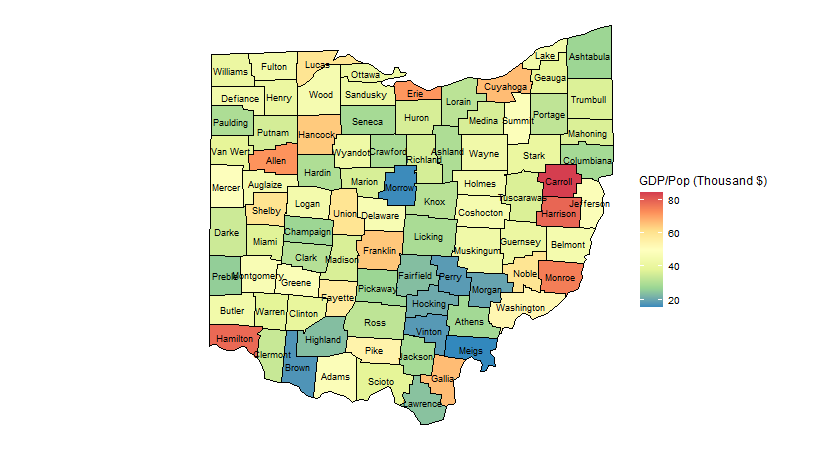 Ashtabula
Lake
Lucas
Fulton
Williams
Ottawa
Geauga
Cuyahoga
Erie
Wood
Sandusky
Defiance
Henry
Lorain
Trumbull
Portage
Huron
Medina
Summit
Seneca
Paulding
Putnam
Hancock
Mahoning
Van Wert
Wyandot
Crawford
Ashland
Richland
Wayne
Stark
Columbiana
Allen
Hardin
Carroll
Mercer
Auglaize
Marion
Morrow
Holmes
Tuscarawas
Jefferson
Logan
Knox
Shelby
Union
Delaware
Coshocton
Harrison
Darke
Champaign
Licking
Miami
Guernsey
Belmont
Franklin
Muskingum
Clark
Madison
Preble
Montgomery
Fairfield
Perry
Noble
Monroe
Greene
Pickaway
Morgan
Fayette
Hocking
Washington
Butler
Warren
Clinton
Ross
Athens
Vinton
Hamilton
Highland
Clermont
Pike
Jackson
Meigs
Brown
Adams
Scioto
Gallia
Lawrence
GDP/Pop (Thousand $)
80
60
40
20